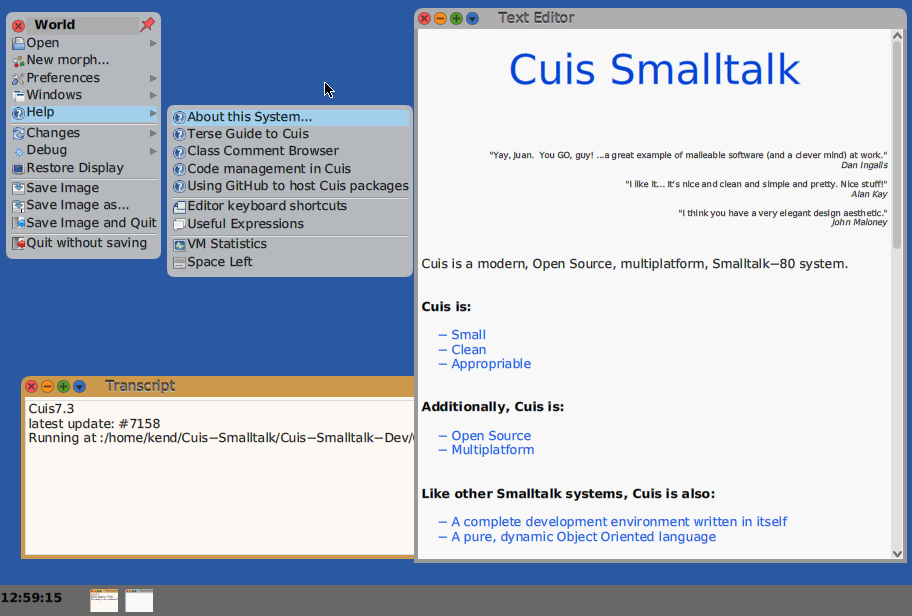 World
Open
New morph...
Preferences
Windows
Help
Changes
Debug
Restore Display
Save Image
Save Image as...
Save Image and Quit
Quit without saving
About this System...
Terse Guide to Cuis
Class Comment Browser
Code management in Cuis
Using GitHub to host Cuis packages
Editor keyboard shortcuts
Useful Expressions
VM Statistics
Space Left
Text Editor
Cuis Smalltalk
"Yay, Juan.  You GO, guy! ...a great example of malleable software (and a clever mind) at work."
Dan Ingalls
"I like it... It's nice and clean and simple and pretty. Nice stuff!"
Alan Kay
"I think you have a very elegant design aesthetic."
John Maloney
Cuis is a modern, Open Source, multiplatform, Smalltalk−80 system.
Cuis is:
− Small
− Clean
− Appropriable
Additionally, Cuis is:
− Open Source
− Multiplatform
Like other Smalltalk systems, Cuis is also:
− A complete development environment written in itself
− A pure, dynamic Object Oriented language
Transcript
Cuis7.3
latest update: #7158
Running at :/home/kend/Cuis−Smalltalk/Cuis−Smalltalk−Dev/
12:59:15